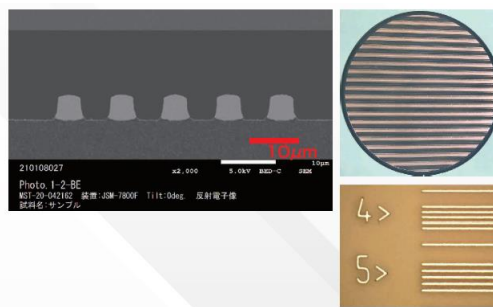 10μm
210108027 x2,000 5.0kV BED-C SEM 10μm
Photo.1-2-BE
MST-20-042162 装置:JSM-7800F Tilt:0deg. 反射電子像
試料名:サンプル
4>
5>